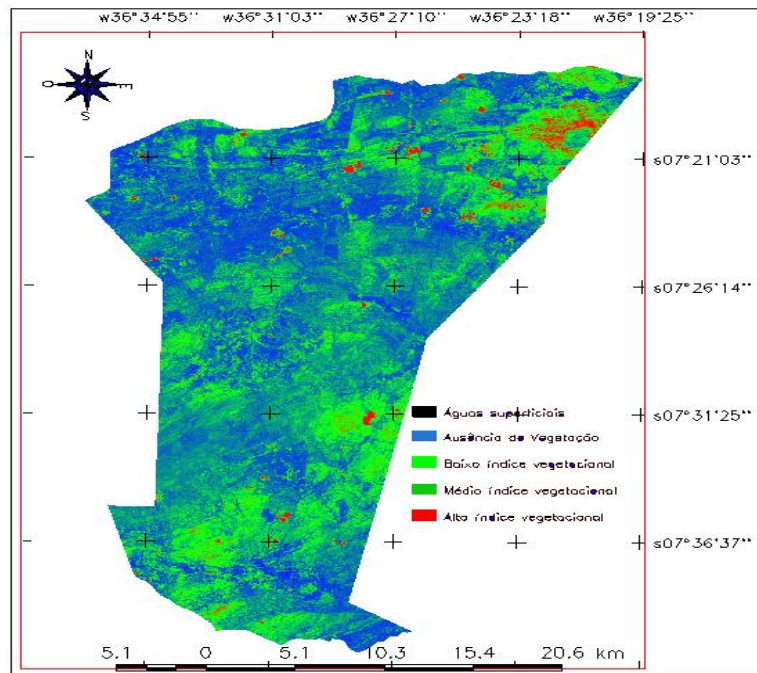 w36°34'55'' w36°31'03'' w36°27'10'' w36°23'18'' w36°19'25''
N
O E
S
s07°21'03''
s07°26'14''
s07°31'25''
Águas superficiais
Ausência de Vegetação
Baixo índice vegetacional
Médio índice vegetacional
Alto índice vegetacional
s07°36'37''
5.1 0 5.1 10.3 15.4 20.6 km